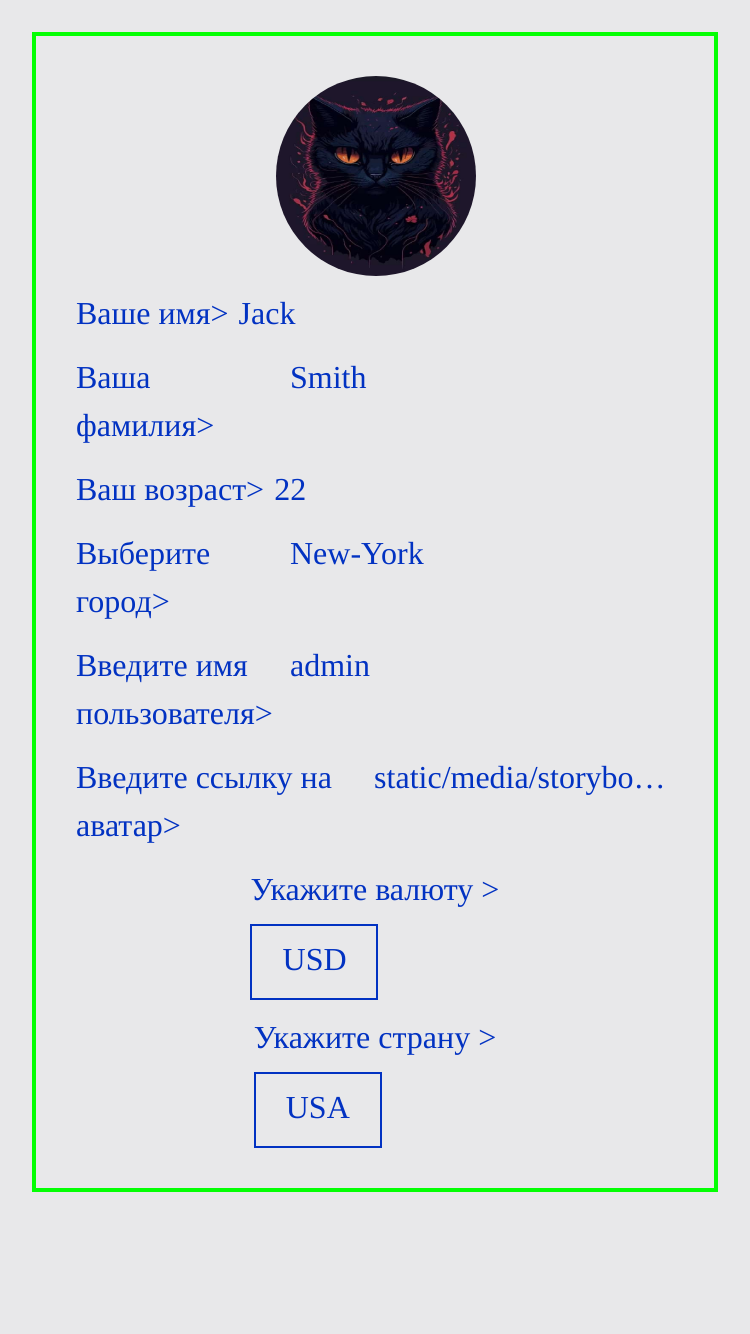 Ваше имя> Jack
Ваша Smith
фамилия>
Ваш возраст> 22
Выберите New-York
город>
Введите имя admin
пользователя>
Введите ссылку на static/media/storybo…
аватар>
Укажите валюту >
USD
Укажите страну >
USA